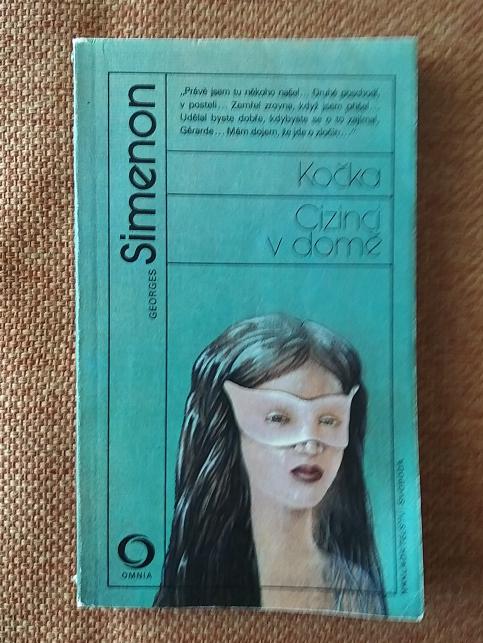 „Právě jsem tu někoho našel... Druhé poschodí,
v posteli... Zemřel zrovna, když jsem přišel...
Udělal byste dobře, kdybyste se o to zajímal,
Gérarde... Mám dojem, že jde o zločin...“
Kočka
Cizinci
v domě
GEORGES Simenon
OMNIA